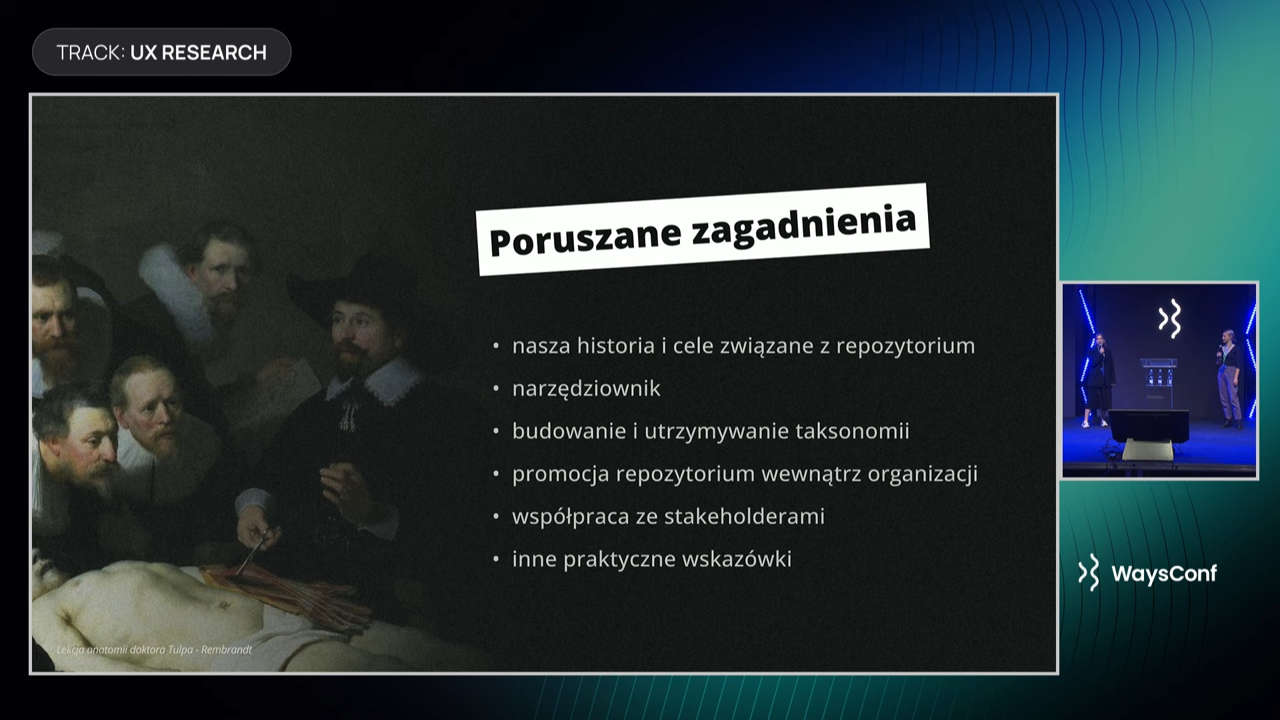 TRACK: UX RESEARCH
Poruszane zagadnienia
• nasza historia i cele związane z repozytorium
• narzędziownik
• budowanie i utrzymywanie taksonomii
• promocja repozytorium wewnątrz organizacji
• współpraca ze stakeholderami
• inne praktyczne wskazówki
Lekcja anatomii doktora Tulpa - Rembrandt
WaysConf